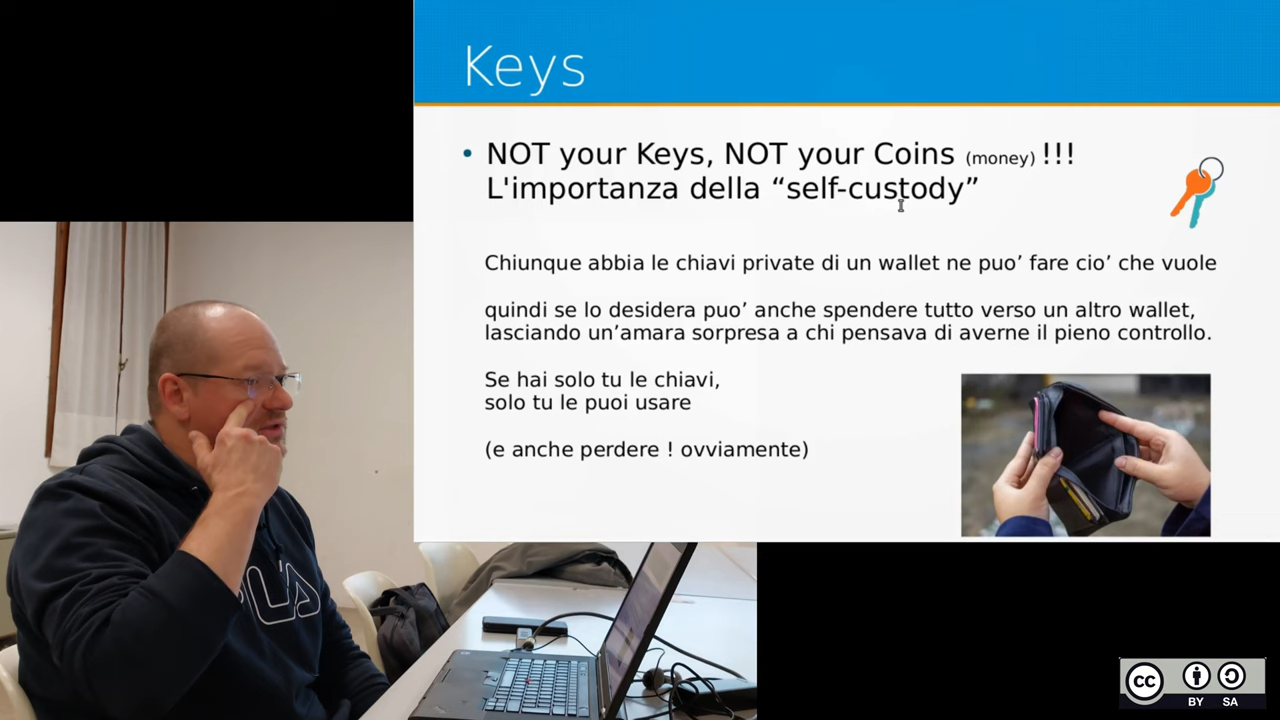 Keys
• NOT your Keys, NOT your Coins (money) !!!
L'importanza della “self-custody”
Chiunque abbia le chiavi private di un wallet ne puo’ fare cio’ che vuole
quindi se lo desidera puo’ anche spendere tutto verso un altro wallet,
lasciando un’amara sorpresa a chi pensava di averne il pieno controllo.
Se hai solo tu le chiavi,
solo tu le puoi usare
(e anche perdere ! ovviamente)
cc BY SA